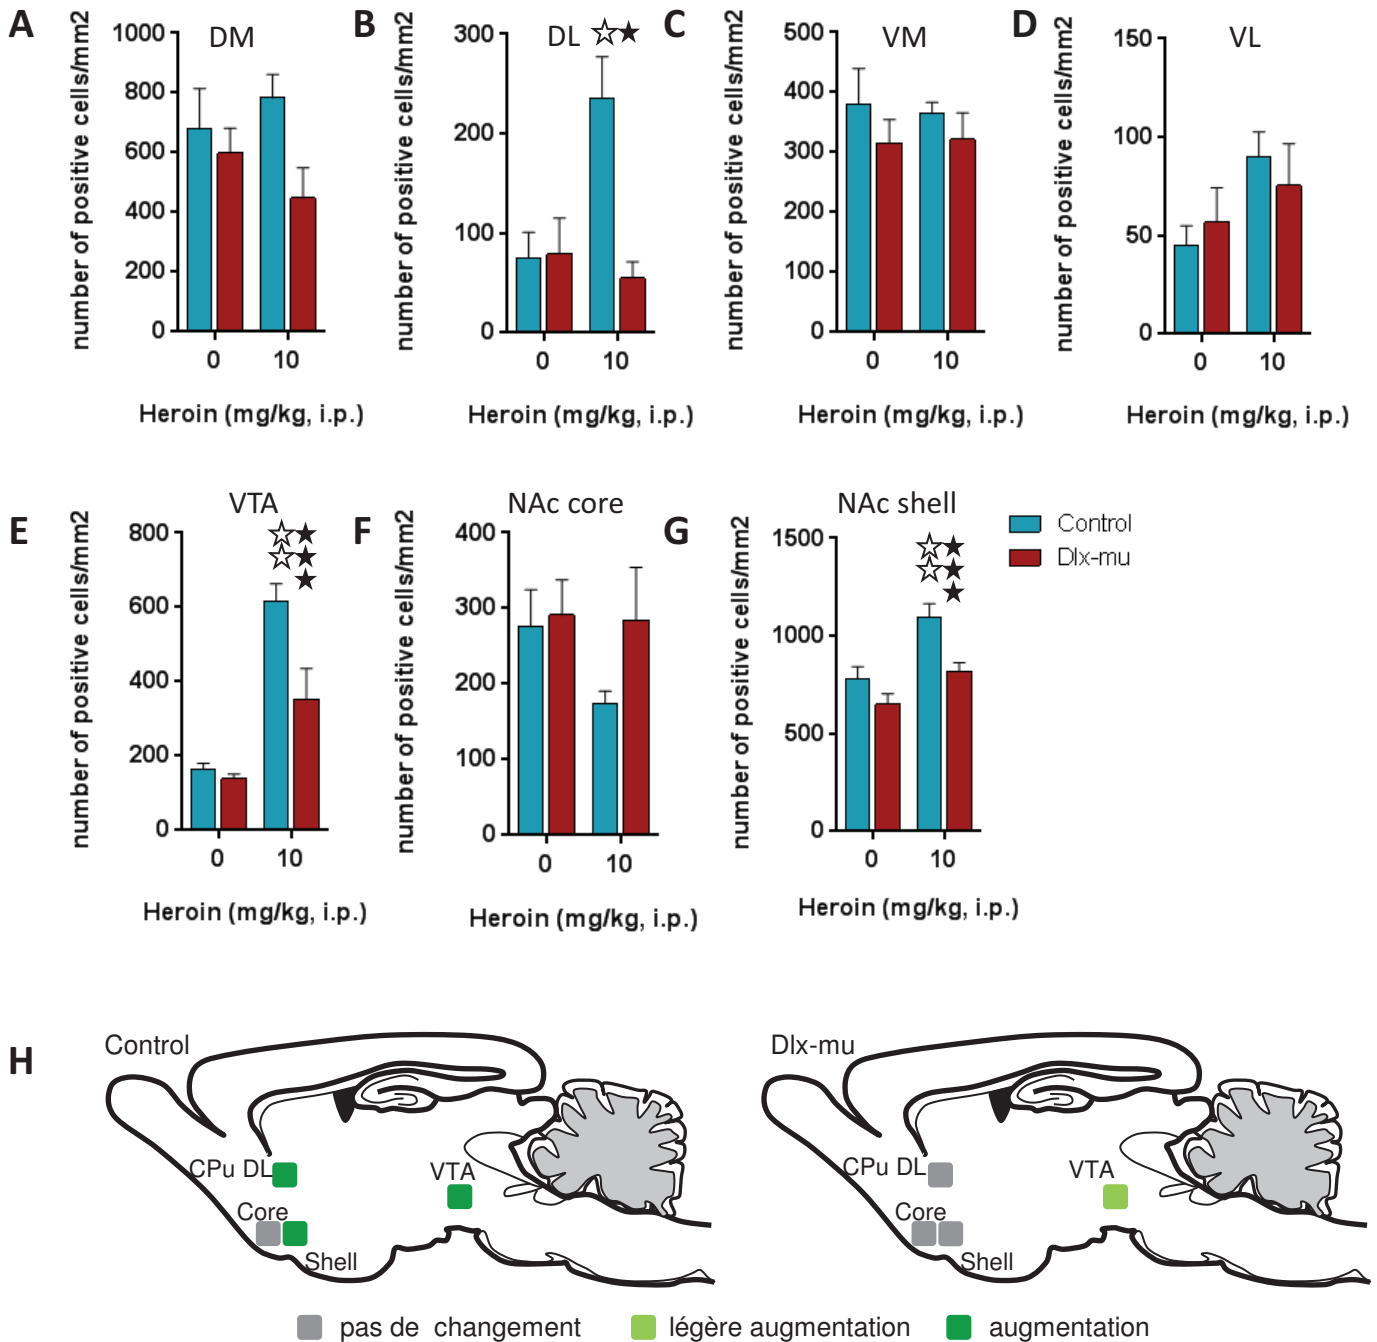 A
DM
number of positive cells/mm2
1000
800
600
400
200
0
0
10
Heroin (mg/kg, i.p.)
B
DL
number of positive cells/mm2
300
200
100
0
0
10
Heroin (mg/kg, i.p.)
C
VM
number of positive cells/mm2
500
400
300
200
100
0
0
10
Heroin (mg/kg, i.p.)
D
VL
number of positive cells/mm2
150
100
50
0
0
10
Heroin (mg/kg, i.p.)
E
VTA
number of positive cells/mm2
800
600
400
200
0
0
10
Heroin (mg/kg, i.p.)
F
NAc core
number of positive cells/mm2
400
300
200
100
0
0
10
Heroin (mg/kg, i.p.)
G
NAc shell
number of positive cells/mm2
1500
1000
500
0
0
10
Heroin (mg/kg, i.p.)
Control
Dlx-mu
H
Control
CPu DL
VTA
Core
Shell
Dlx-mu
CPu DL
VTA
Core
Shell
pas de changement
légère augmentation
augmentation